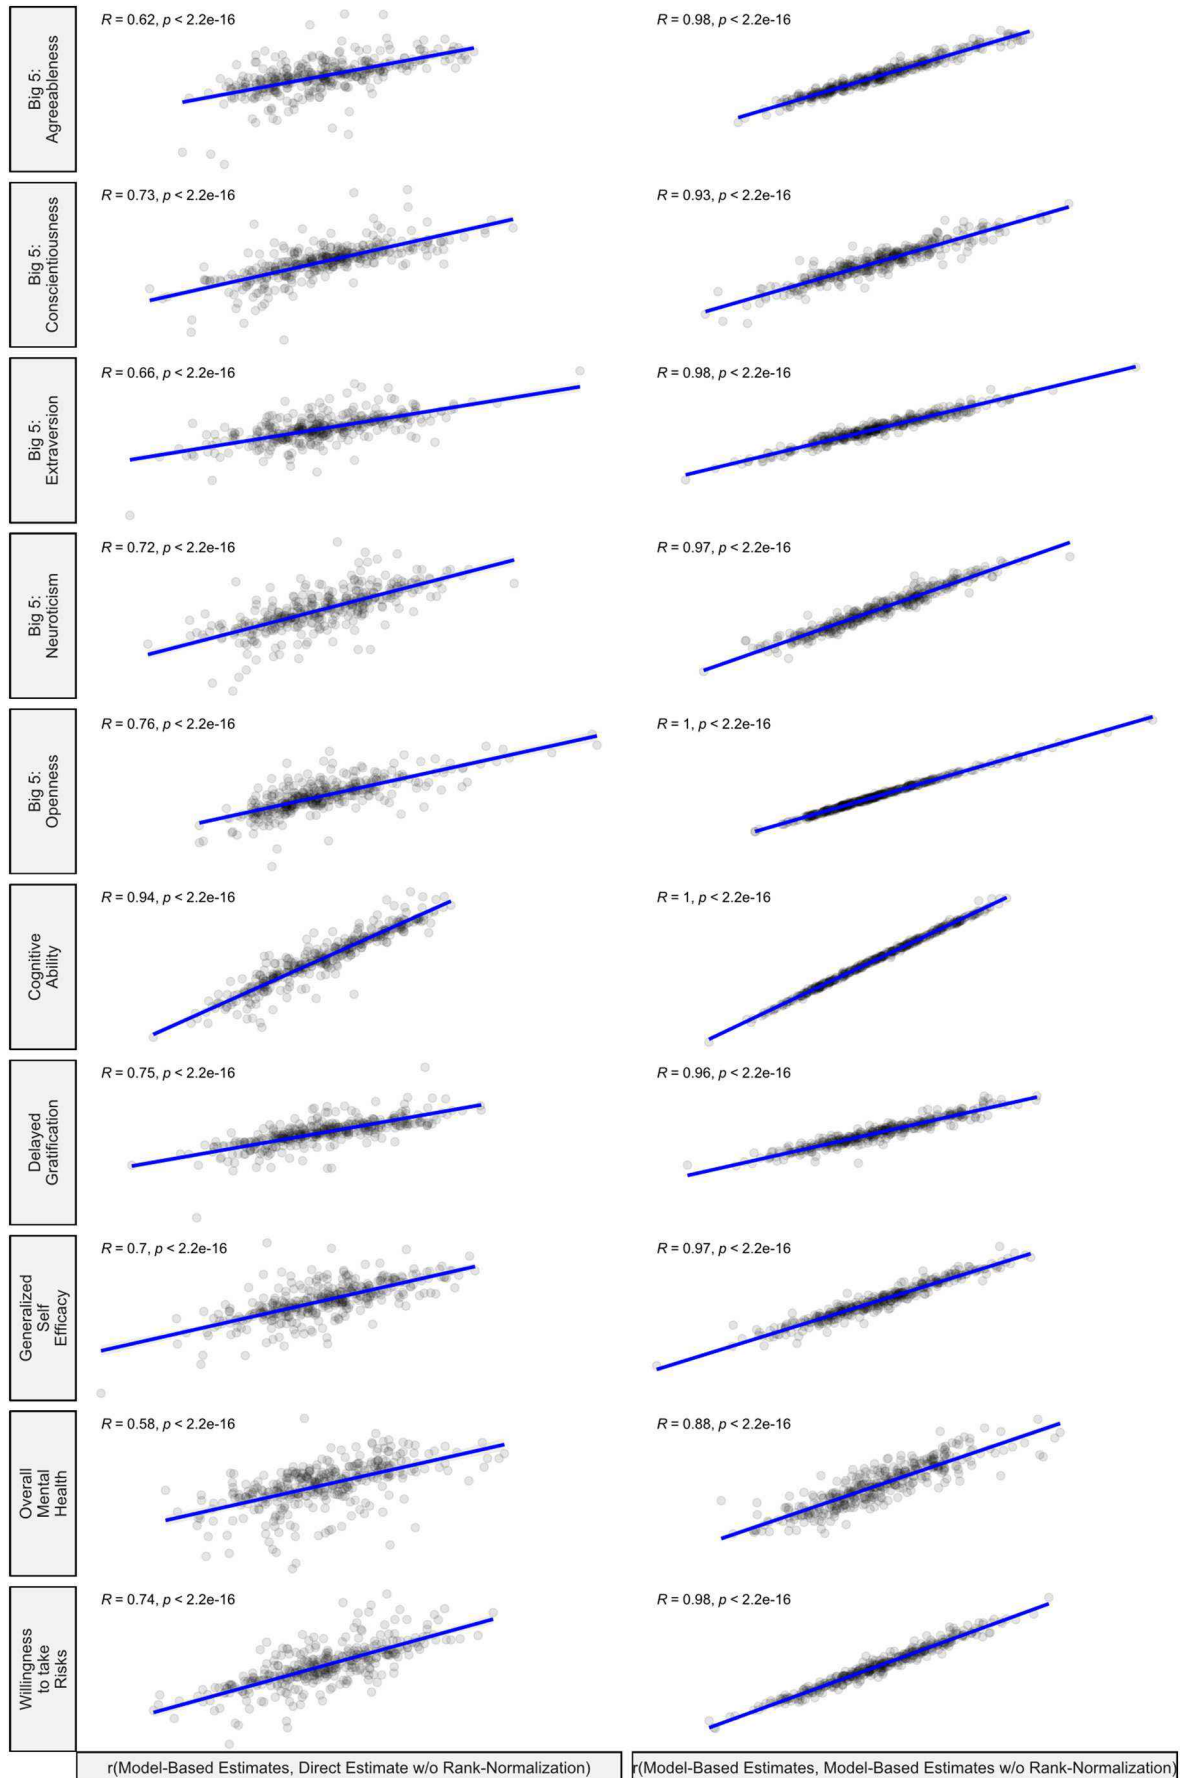 Big 5:
Agreeableness
R = 0.62, p < 2.2e-16
R = 0.98, p < 2.2e-16
Big 5:
Conscientiousness
R = 0.73, p < 2.2e-16
R = 0.93, p < 2.2e-16
Big 5:
Extraversion
R = 0.66, p < 2.2e-16
R = 0.98, p < 2.2e-16
Big 5:
Neuroticism
R = 0.72, p < 2.2e-16
R = 0.97, p < 2.2e-16
Big 5:
Openness
R = 0.76, p < 2.2e-16
R = 1, p < 2.2e-16
Cognitive
Ability
R = 0.94, p < 2.2e-16
R = 1, p < 2.2e-16
Delayed
Gratification
R = 0.75, p < 2.2e-16
R = 0.96, p < 2.2e-16
Generalized
Self
Efficacy
R = 0.7, p < 2.2e-16
R = 0.97, p < 2.2e-16
Overall
Mental
Health
R = 0.58, p < 2.2e-16
R = 0.88, p < 2.2e-16
Willingness
to take
Risks
R = 0.74, p < 2.2e-16
R = 0.98, p < 2.2e-16
r(Model-Based Estimates, Direct Estimate w/o Rank-Normalization)
r(Model-Based Estimates, Model-Based Estimates w/o Rank-Normalization)